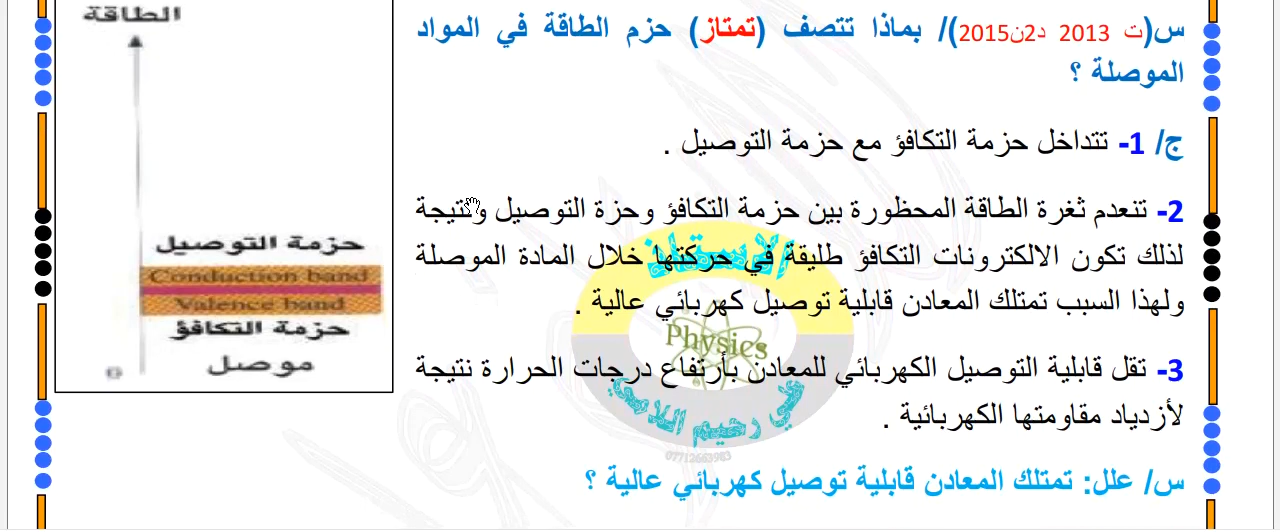 س(ت 2013 د2ن2015)/ بماذا تتصف (تمتاز) حزم الطاقة في المواد
الموصلة ؟
ج/ 1- تتداخل حزمة التكافؤ مع حزمة التوصيل .
2- تنعدم ثغرة الطاقة المحظورة بين حزمة التكافؤ وحزة التوصيل ونتيجة
لذلك تكون الالكترونات التكافؤ طليقة في حركتها خلال المادة الموصلة
ولهذا السبب تمتلك المعادن قابلية توصيل كهربائي عالية .
3- تقل قابلية التوصيل الكهربائي للمعادن بأرتفاع درجات الحرارة نتيجة
لأزدياد مقاومتها الكهربائية .
س/ علل: تمتلك المعادن قابلية توصيل كهربائي عالية ؟
الطاقة
حزمة التوصيل
Conduction band
Valence band
حزمة التكافؤ
موصل
0
الاستاذ
Physics
رحيم اللامي
07712663983